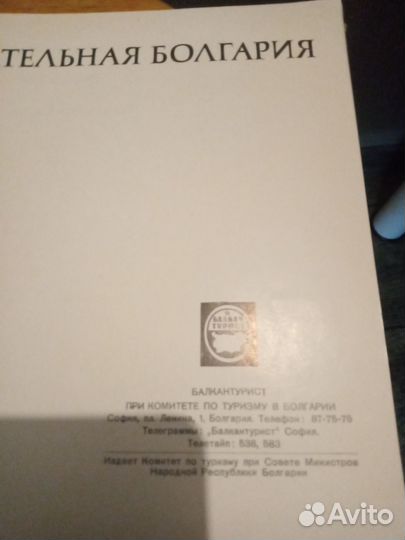 ТЕЛЬНАЯ БОЛГАРИЯ
БАЛКАН
ТУРИСТ
БАЛКАНТУРИСТ
ПРИ КОМИТЕТЕ ПО ТУРИЗМУ В БОЛГАРИИ
София, пл. Ленина, 1, Болгария. Телефон: 87-75-79
Телеграммы: „Балкантурист" София.
Телетайп: 536, 583
Издает Комитет по туризму при Совете Министров
Народной Республики Болгарии
Avito